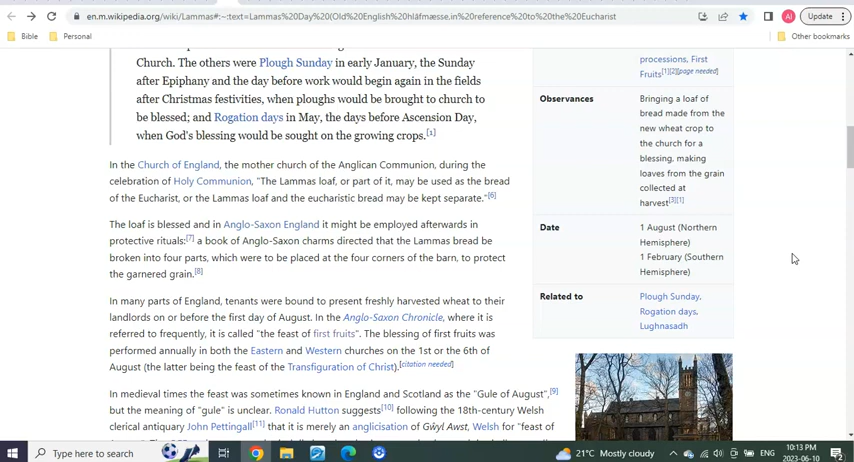 en.m.wikipedia.org/wiki/Lammas#:~:text=Lammas%20Day%20(Old%20English%20hlāfmæsse,in%20reference%20to%20the%20Eucharist
AI
Update
Bible
Personal
Other bookmarks
Church. The others were Plough Sunday in early January, the Sunday
after Epiphany and the day before work would begin again in the fields
after Christmas festivities, when ploughs would be brought to church to
be blessed; and Rogation days in May, the days before Ascension Day,
when God's blessing would be sought on the growing crops.[1]
In the Church of England, the mother church of the Anglican Communion, during the
celebration of Holy Communion, "The Lammas loaf, or part of it, may be used as the bread
of the Eucharist, or the Lammas loaf and the eucharistic bread may be kept separate."[6]
The loaf is blessed and in Anglo-Saxon England it might be employed afterwards in
protective rituals:[7] a book of Anglo-Saxon charms directed that the Lammas bread be
broken into four parts, which were to be placed at the four corners of the barn, to protect
the garnered grain.[8]
In many parts of England, tenants were bound to present freshly harvested wheat to their
landlords on or before the first day of August. In the Anglo-Saxon Chronicle, where it is
referred to frequently, it is called "the feast of first fruits". The blessing of first fruits was
performed annually in both the Eastern and Western churches on the 1st or the 6th of
August (the latter being the feast of the Transfiguration of Christ).[citation needed]
In medieval times the feast was sometimes known in England and Scotland as the "Gule of August",[9]
but the meaning of "gule" is unclear. Ronald Hutton suggests[10] following the 18th-century Welsh
clerical antiquary John Pettingall[11] that it is merely an anglicisation of Gŵyl Awst, Welsh for "feast of
processions, First
Fruits[1][2][page needed]
Observances
Bringing a loaf of
bread made from the
new wheat crop to
the church for a
blessing, making
loaves from the grain
collected at
harvest[3][1]
Date
1 August (Northern
Hemisphere)
1 February (Southern
Hemisphere)
Related to
Plough Sunday,
Rogation days,
Lughnasadh
Type here to search
21°C Mostly cloudy
ENG
10:13 PM
2023-06-10
2